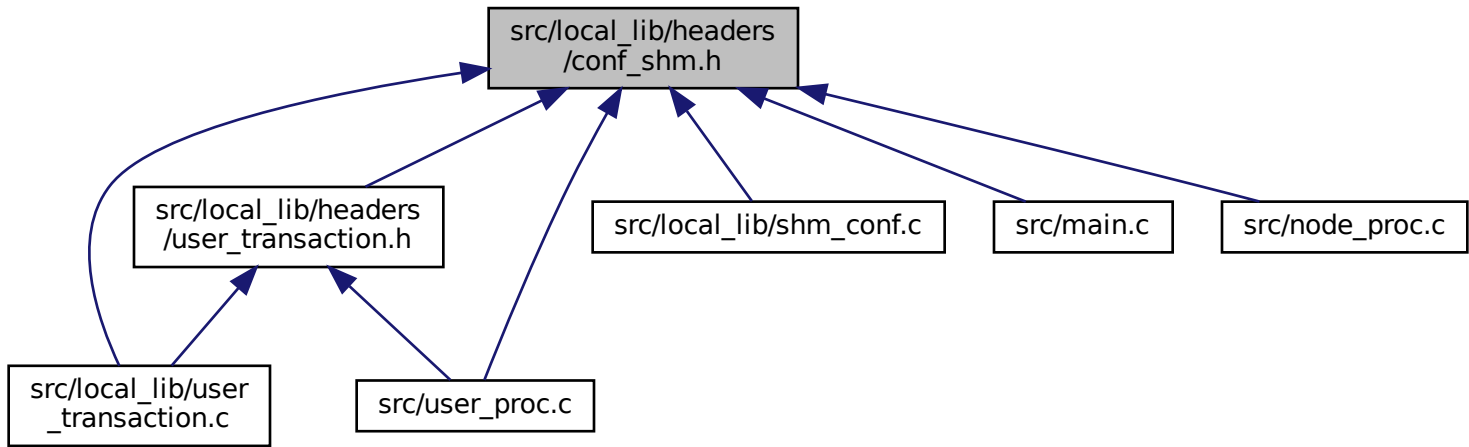 src/local_lib/headers
/conf_shm.h
src/local_lib/headers
/user_transaction.h
src/local_lib/shm_conf.c
src/main.c
src/node_proc.c
src/local_lib/user
_transaction.c
src/user_proc.c